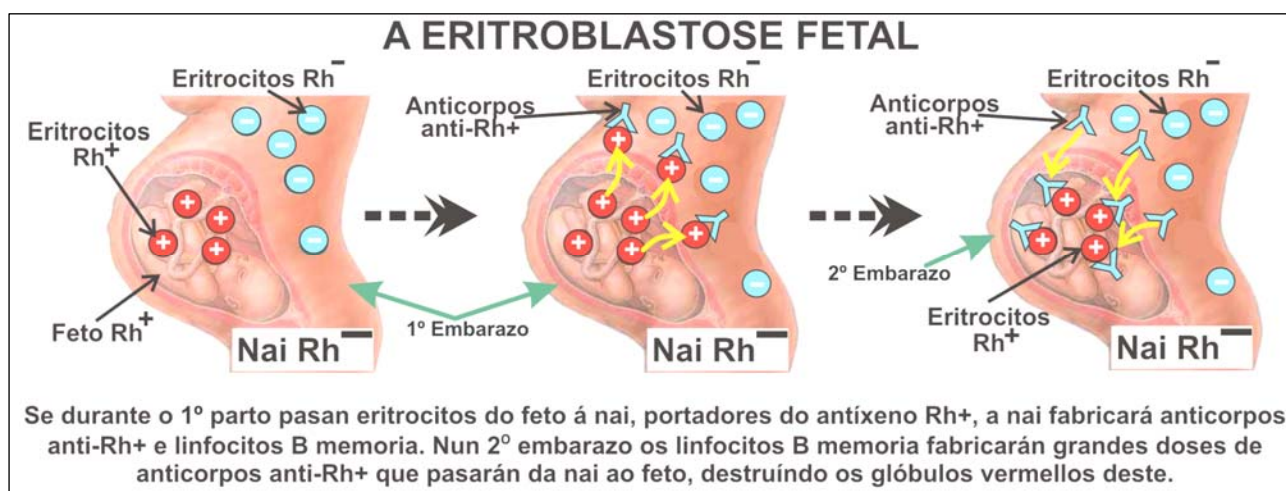 A ERITROBLASTOSE FETAL
Eritrocitos Rh⁻
Eritrocitos
Rh⁺
Feto Rh⁺
Nai Rh⁻
1º Embarazo
Anticorpos
anti-Rh+
Eritrocitos Rh⁻
Nai Rh⁻
Anticorpos
anti-Rh+
Eritrocitos Rh⁻
2º Embarazo
Eritrocitos
Rh⁺
Nai Rh⁻
Se durante o 1º parto pasan eritrocitos do feto á nai, portadores do antíxeno Rh+, a nai fabricará anticorpos
anti-Rh+ e linfocitos B memoria. Nun 2º embarazo os linfocitos B memoria fabricarán grandes doses de
anticorpos anti-Rh+ que pasarán da nai ao feto, destruíndo os glóbulos vermellos deste.